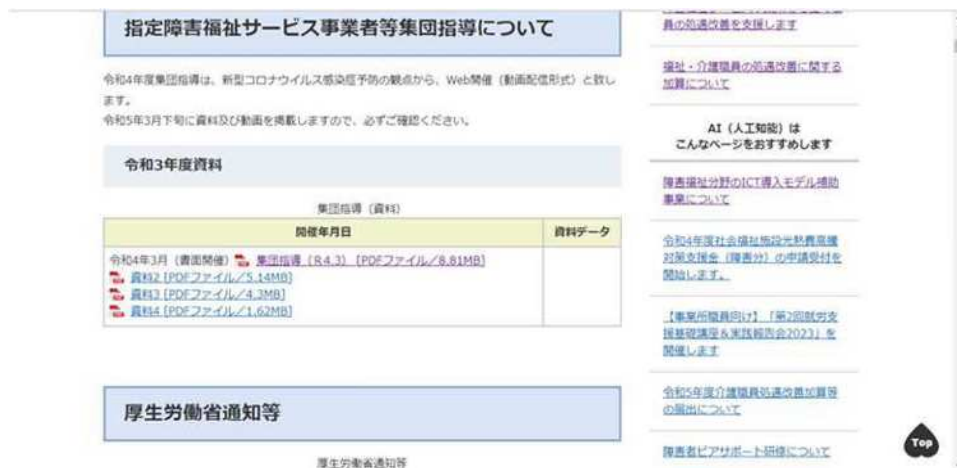 指定障害福祉サービス事業者等集団指導について
令和4年度集団指導は、新型コロナウイルス感染症予防の観点から、Web開催（動画配信形式）と致し
ます。
令和5年3月下旬に資料及び動画を掲載しますので、必ずご確認ください。
令和3年度資料
集団指導（資料）
開催年月日
資料データ
令和4年3月（書面開催） 集団指導（R4.3） [PDFファイル／8.81MB]
資料2 [PDFファイル／5.14MB]
資料3 [PDFファイル／4.3MB]
資料4 [PDFファイル／1.62MB]
厚生労働省通知等
厚生労働省通知等
員の処遇改善を支援します
福祉・介護職員の処遇改善に関する
加算について
AI（人工知能）は
こんなページをおすすめします
障害福祉分野のICT導入モデル補助
事業について
令和4年度社会福祉施設光熱費高騰
対策支援金（障害分）の申請受付を
開始します。
【事業所職員向け】「第2回就労支
援基礎講座＆実践報告会2023」を
開催します
令和5年度介護職員処遇改善加算等
の届出について
障害者ピアサポート研修について
Top